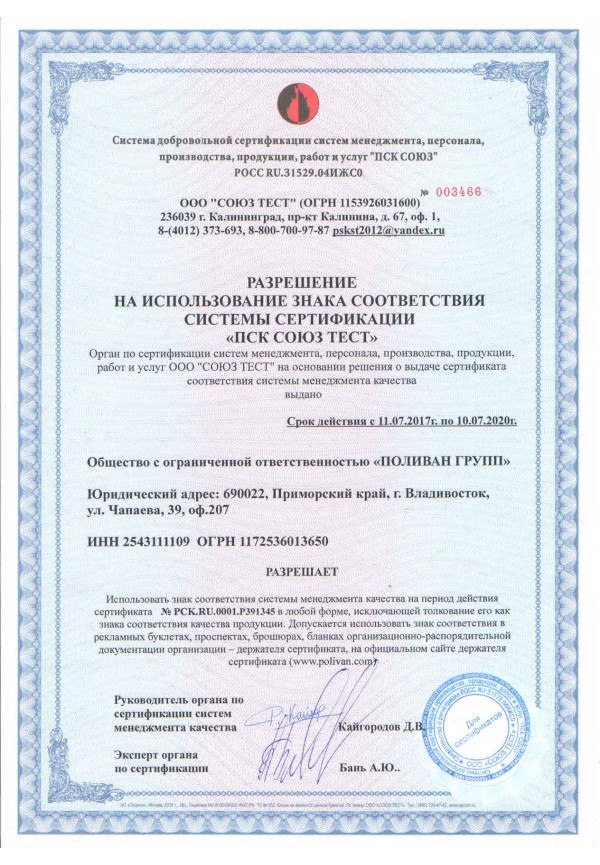 Система добровольной сертификации систем менеджмента, персонала,
производства, продукции, работ и услуг "ПСК СОЮЗ"
РОСС RU.31529.04ИЖС0
№ 003466
ООО "СОЮЗ ТЕСТ" (ОГРН 1153926031600)
236039 г. Калининград, пр-кт Калинина, д. 67, оф. 1,
8-(4012) 373-693, 8-800-700-97-87 pskst2012@yandex.ru
РАЗРЕШЕНИЕ
НА ИСПОЛЬЗОВАНИЕ ЗНАКА СООТВЕТСТВИЯ
СИСТЕМЫ СЕРТИФИКАЦИИ
«ПСК СОЮЗ ТЕСТ»
Орган по сертификации систем менеджмента, персонала, производства, продукции,
работ и услуг ООО "СОЮЗ ТЕСТ" на основании решения о выдаче сертификата
соответствия системы менеджмента качества
выдано
Срок действия с 11.07.2017г. по 10.07.2020г.
Общество с ограниченной ответственностью «ПОЛИВАН ГРУПП»
Юридический адрес: 690022, Приморский край, г. Владивосток,
ул. Чапаева, 39, оф.207
ИНН 2543111109 ОГРН 1172536013650
РАЗРЕШАЕТ
Использовать знак соответствия системы менеджмента качества на период действия
сертификата № РСК.RU.0001.Р391345 в любой форме, исключающей толкование его как
знака соответствия качества продукции. Допускается использовать знак соответствия в
рекламных буклетах, проспектах, брошюрах, бланках организационно-распорядительной
документации организации – держателя сертификата, на официальном сайте держателя
сертификата (www.polivan.com)
Руководитель органа по
сертификации систем
менеджмента качества
Кайгородов Д.В.
Эксперт органа
по сертификации
Бань А.Ю..
Для
сертификатов
ООО "СОЮЗ ТЕСТ"